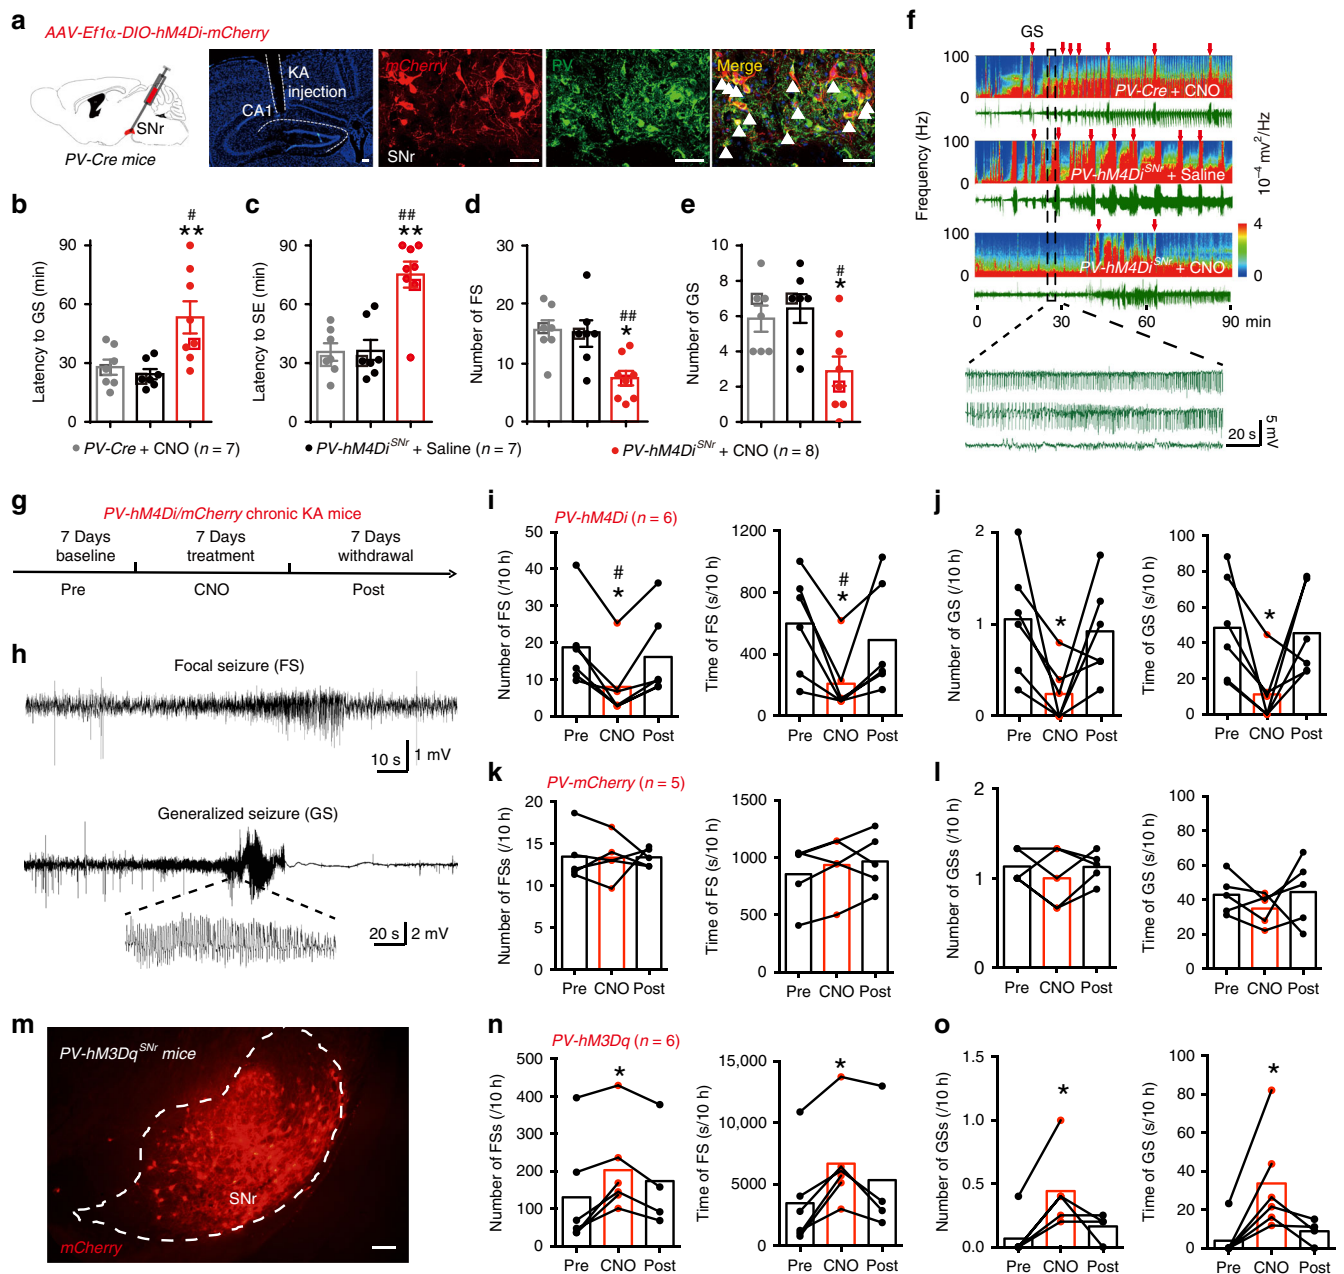 a
AAV-Ef1α-DIO-hM4Di-mCherry
SNr
PV-Cre mice
KA
injection
CA1
mCherry
SNr
PV
Merge
f
GS
Frequency (Hz)
100
0
PV-Cre + CNO
100
0
PV-hM4Di^SNr + Saline
100
0
PV-hM4Di^SNr + CNO
10⁻⁴ mv²/Hz
4
0
0 30 60 90 min
20 s
5 mV
b
Latency to GS (min)
90
60
30
0
#
**
c
Latency to SE (min)
90
60
30
0
##
**
d
Number of FS
30
20
10
0
##
*
e
Number of GS
10
8
6
4
2
0
#
*
PV-Cre + CNO (n = 7)
PV-hM4Di^SNr + Saline (n = 7)
PV-hM4Di^SNr + CNO (n = 8)
g
PV-hM4Di/mCherry chronic KA mice
7 Days
baseline
7 Days
treatment
7 Days
withdrawal
Pre CNO Post
h
Focal seizure (FS)
10 s
1 mV
Generalized seizure (GS)
20 s
2 mV
i
PV-hM4Di (n = 6)
Number of FS (/10 h)
50
40
30
20
10
0
#
*
Pre CNO Post
Time of FS (s/10 h)
1200
800
400
0
#
*
Pre CNO Post
j
Number of GS (/10 h)
2
1
0
*
Pre CNO Post
Time of GS (s/10 h)
100
80
60
40
20
0
*
Pre CNO Post
k
PV-mCherry (n = 5)
Number of FSs (/10 h)
20
15
10
5
0
Pre CNO Post
Time of FS (s/10 h)
1500
1000
500
0
Pre CNO Post
l
Number of GSs (/10 h)
2
1
0
Pre CNO Post
Time of GS (s/10 h)
100
80
60
40
20
0
Pre CNO Post
m
PV-hM3Dq^SNr mice
SNr
mCherry
n
PV-hM3Dq (n = 6)
Number of FSs (/10 h)
500
400
300
200
100
0
*
Pre CNO Post
Time of FS (s/10 h)
15,000
10,000
5000
0
*
Pre CNO Post
o
Number of GSs (/10 h)
1.5
1.0
0.5
0.0
*
Pre CNO Post
Time of GS (s/10 h)
100
80
60
40
20
0
*
Pre CNO Post